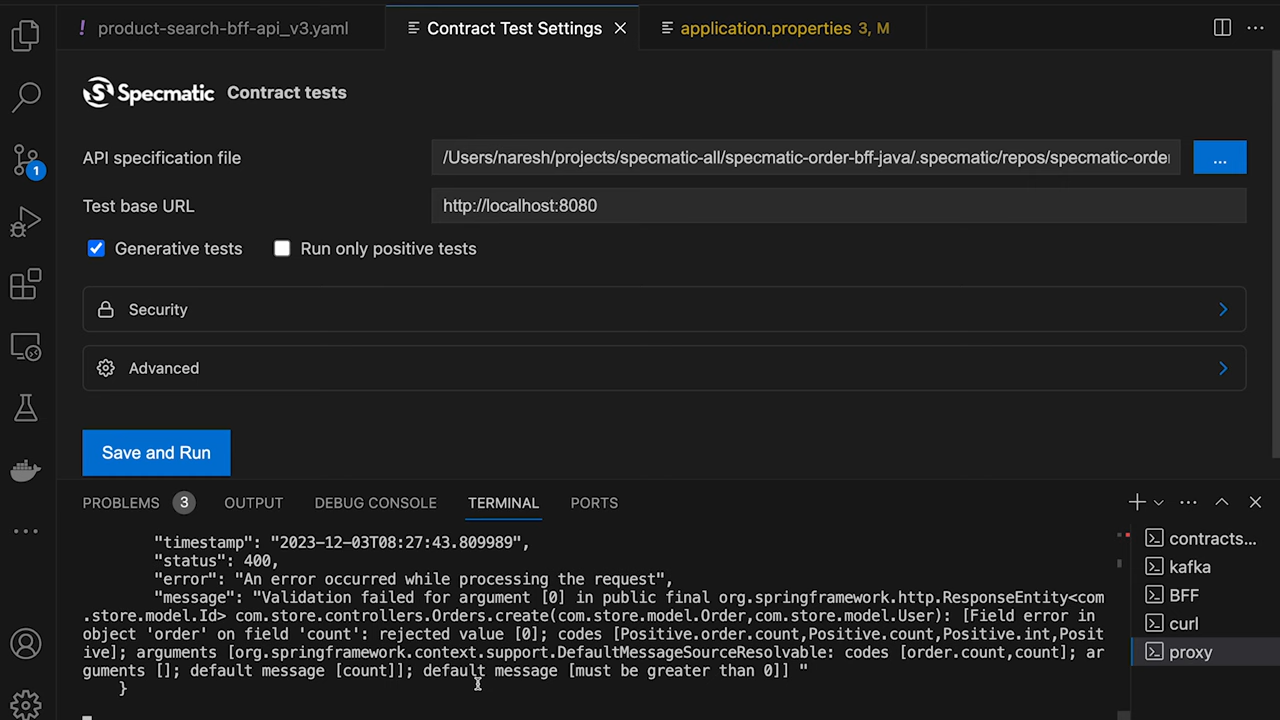 product-search-bff-api_v3.yaml
Contract Test Settings
application.properties 3, M
Specmatic Contract tests
API specification file
/Users/naresh/projects/specmatic-all/specmatic-order-bff-java/.specmatic/repos/specmatic-order
...
Test base URL
http://localhost:8080
Generative tests
Run only positive tests
1
Security
Advanced
Save and Run
PROBLEMS 3 OUTPUT DEBUG CONSOLE TERMINAL PORTS
"timestamp": "2023-12-03T08:27:43.809989",
"status": 400,
"error": "An error occurred while processing the request",
"message": "Validation failed for argument [0] in public final org.springframework.http.ResponseEntity<com
.store.model.Id> com.store.controllers.Orders.create(com.store.model.Order,com.store.model.User): [Field error in
object 'order' on field 'count': rejected value [0]; codes [Positive.order.count,Positive.count,Positive.int,Posit
ive]; arguments [org.springframework.context.support.DefaultMessageSourceResolvable: codes [order.count,count]; ar
guments []; default message [count]]; default message [must be greater than 0]] "
}
contracts...
kafka
BFF
curl
proxy